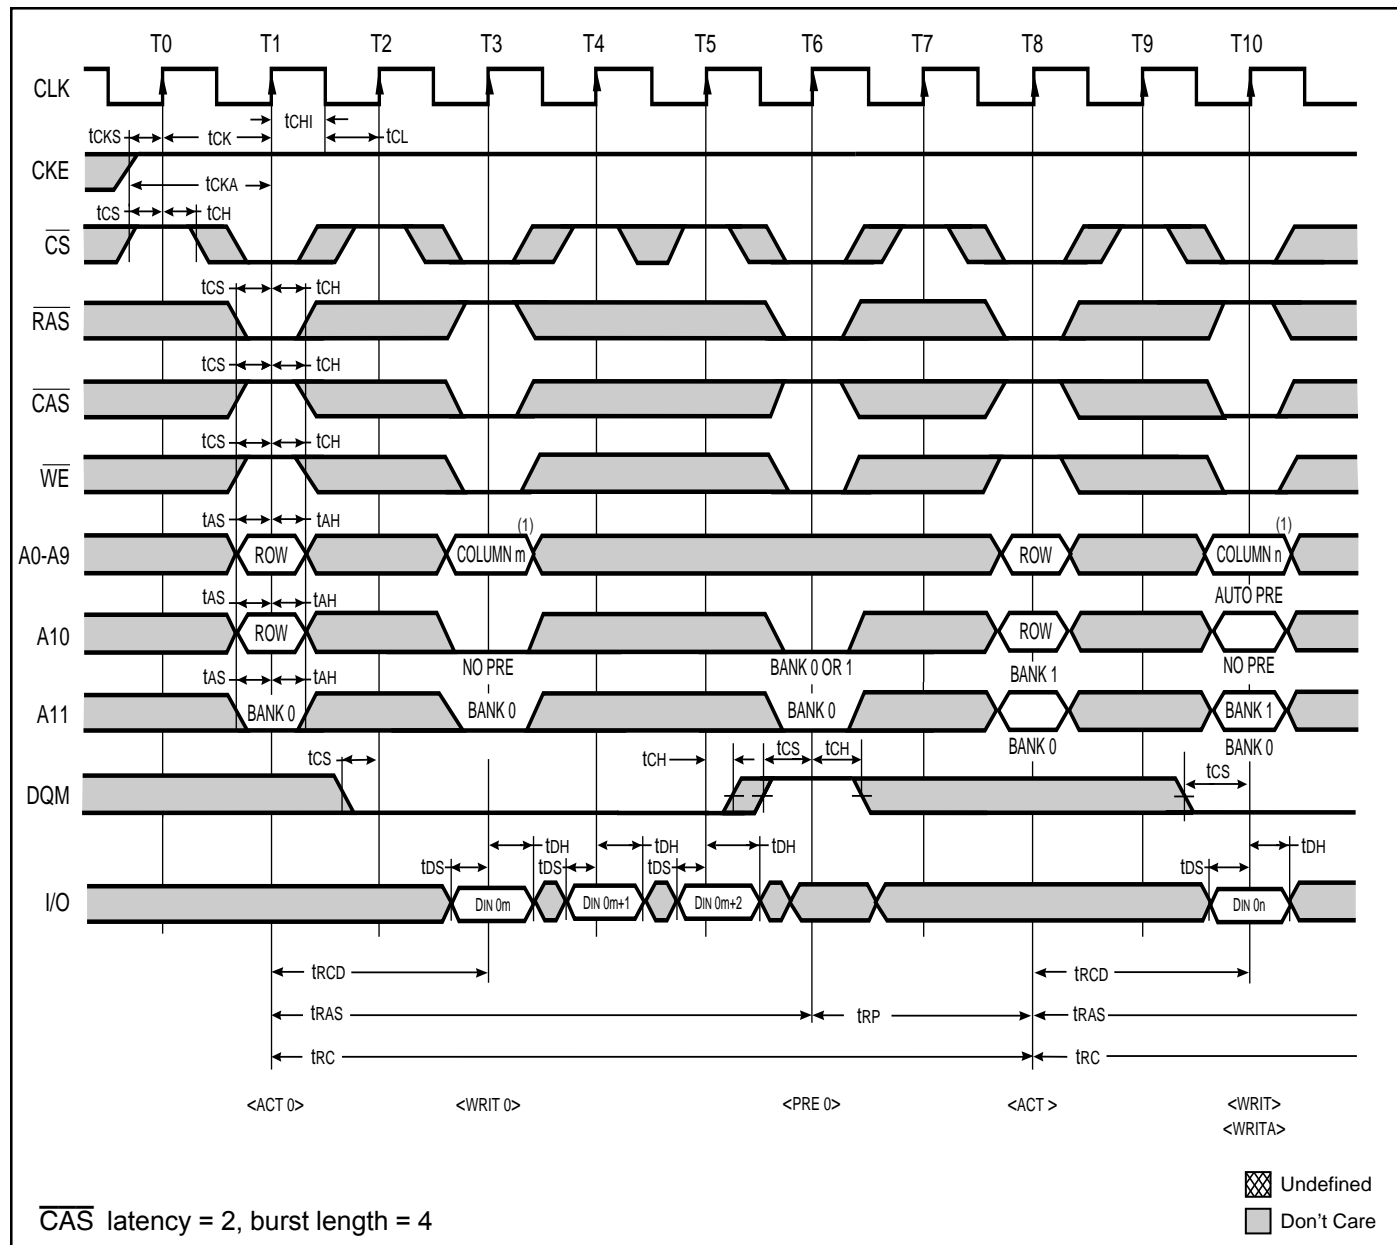 T0 T1 T2 T3 T4 T5 T6 T7 T8 T9 T10
CLK
tCHI
tCKS tCK tCL
CKE
tCKA
tCS tCH
CS
tCS tCH
RAS
tCS tCH
CAS
tCS tCH
WE
tAS tAH (1) (1)
A0-A9 ROW COLUMN m ROW COLUMN n
tAS tAH AUTO PRE
A10 ROW ROW
NO PRE BANK 0 OR 1 BANK 1 NO PRE
tAS tAH
A11 BANK 0 BANK 0 BANK 0 BANK 1
BANK 0 BANK 0
tCS tCH tCS tCH tCS
DQM
tDH tDH tDH tDH
tDS tDS tDS tDS
I/O DIN 0m DIN 0m+1 DIN 0m+2 DIN 0n
tRCD tRCD
tRAS tRP tRAS
tRC tRC
<ACT 0> <WRIT 0> <PRE 0> <ACT > <WRIT>
<WRITA>
Undefined
CAS latency = 2, burst length = 4 Don't Care